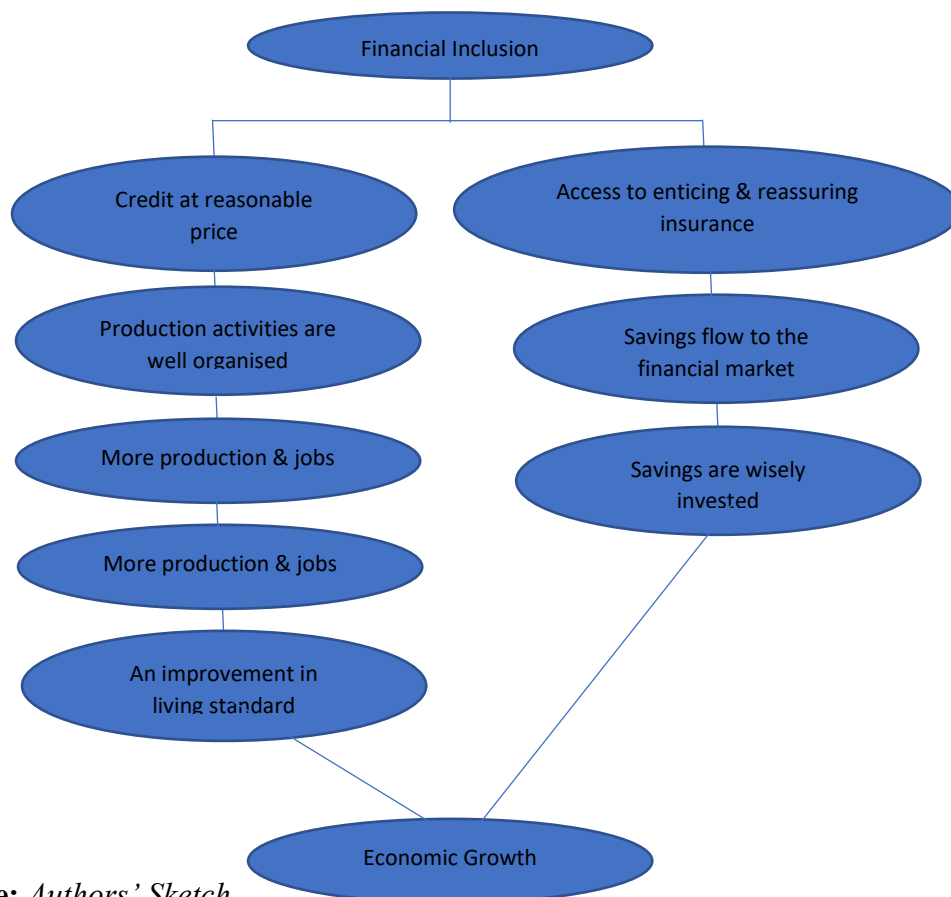 Financial Inclusion
Credit at reasonable
price
Production activities are
well organised
More production & jobs
More production & jobs
An improvement in
living standard
Access to enticing & reassuring
insurance
Savings flow to the
financial market
Savings are wisely
invested
Economic Growth
e: Authors' Sketch